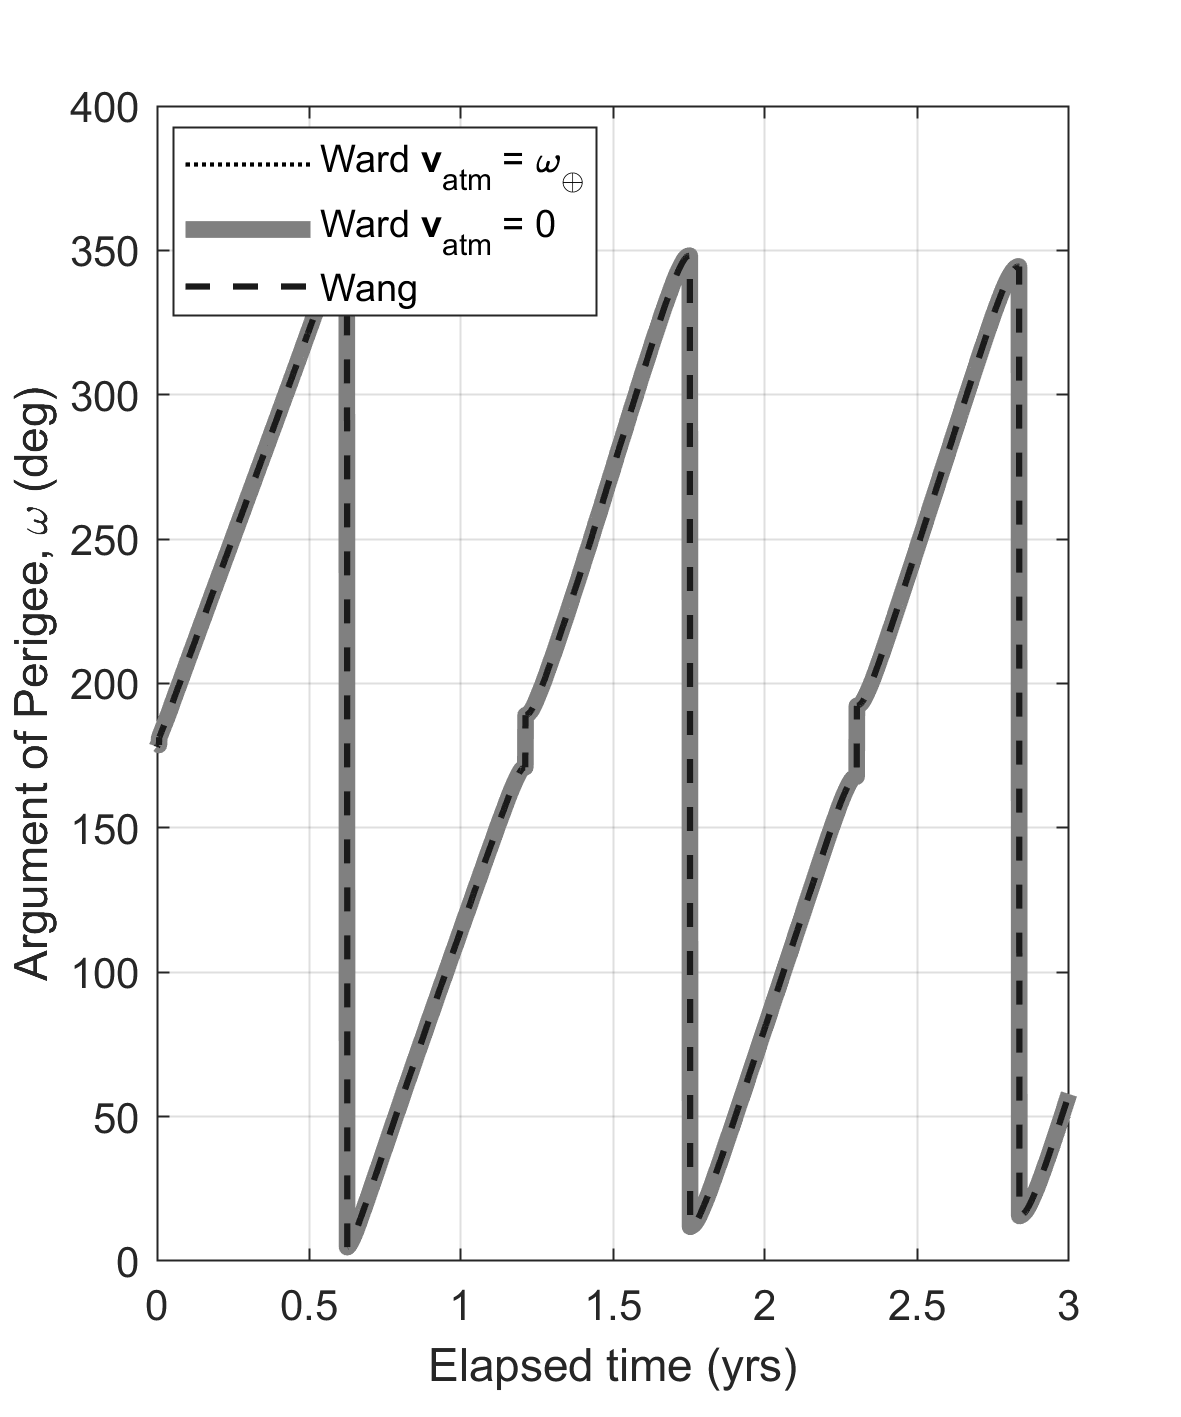 400
350
300
250
200
150
100
50
0
Ward v_atm = ω_⊕
Ward v_atm = 0
Wang
Argument of Perigee, ω (deg)
0 0.5 1 1.5 2 2.5 3
Elapsed time (yrs)